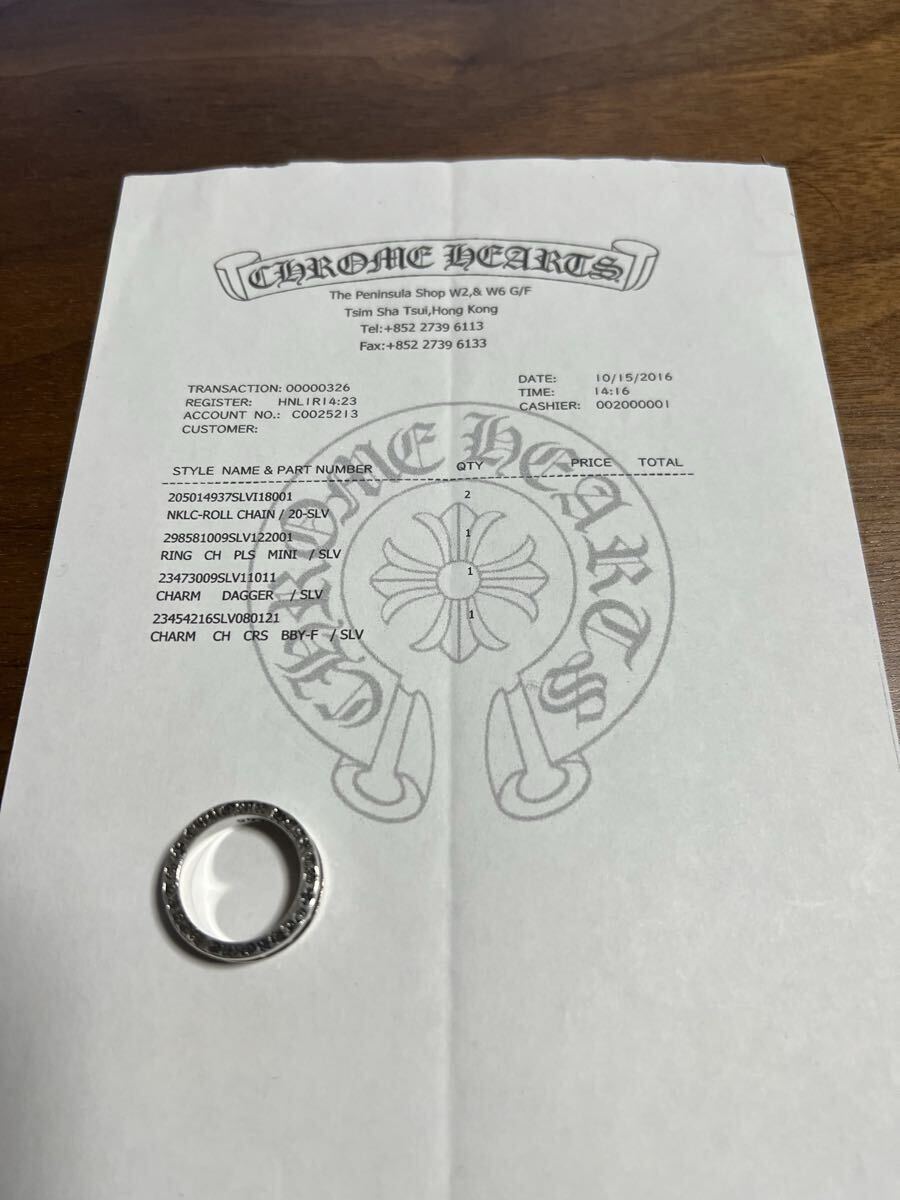 CHROME HEARTS
The Peninsula Shop W2,& W6 G/F
Tsim Sha Tsui,Hong Kong
Tel:+852 2739 6113
Fax:+852 2739 6133
TRANSACTION: 00000326
REGISTER: HNL1R14:23
ACCOUNT NO.: C0025213
CUSTOMER:
DATE: 10/15/2016
TIME: 14:16
CASHIER: 002000001
STYLE NAME & PART NUMBER QTY PRICE TOTAL
205014937SLVI18001 2
NKLC-ROLL CHAIN / 20-SLV
298581009SLV122001 1
RING CH PLS MINI / SLV
23473009SLV11011 1
CHARM DAGGER / SLV
23454216SLV080121 1
CHARM CH CRS BBY-F / SLV
CHROME HEARTS